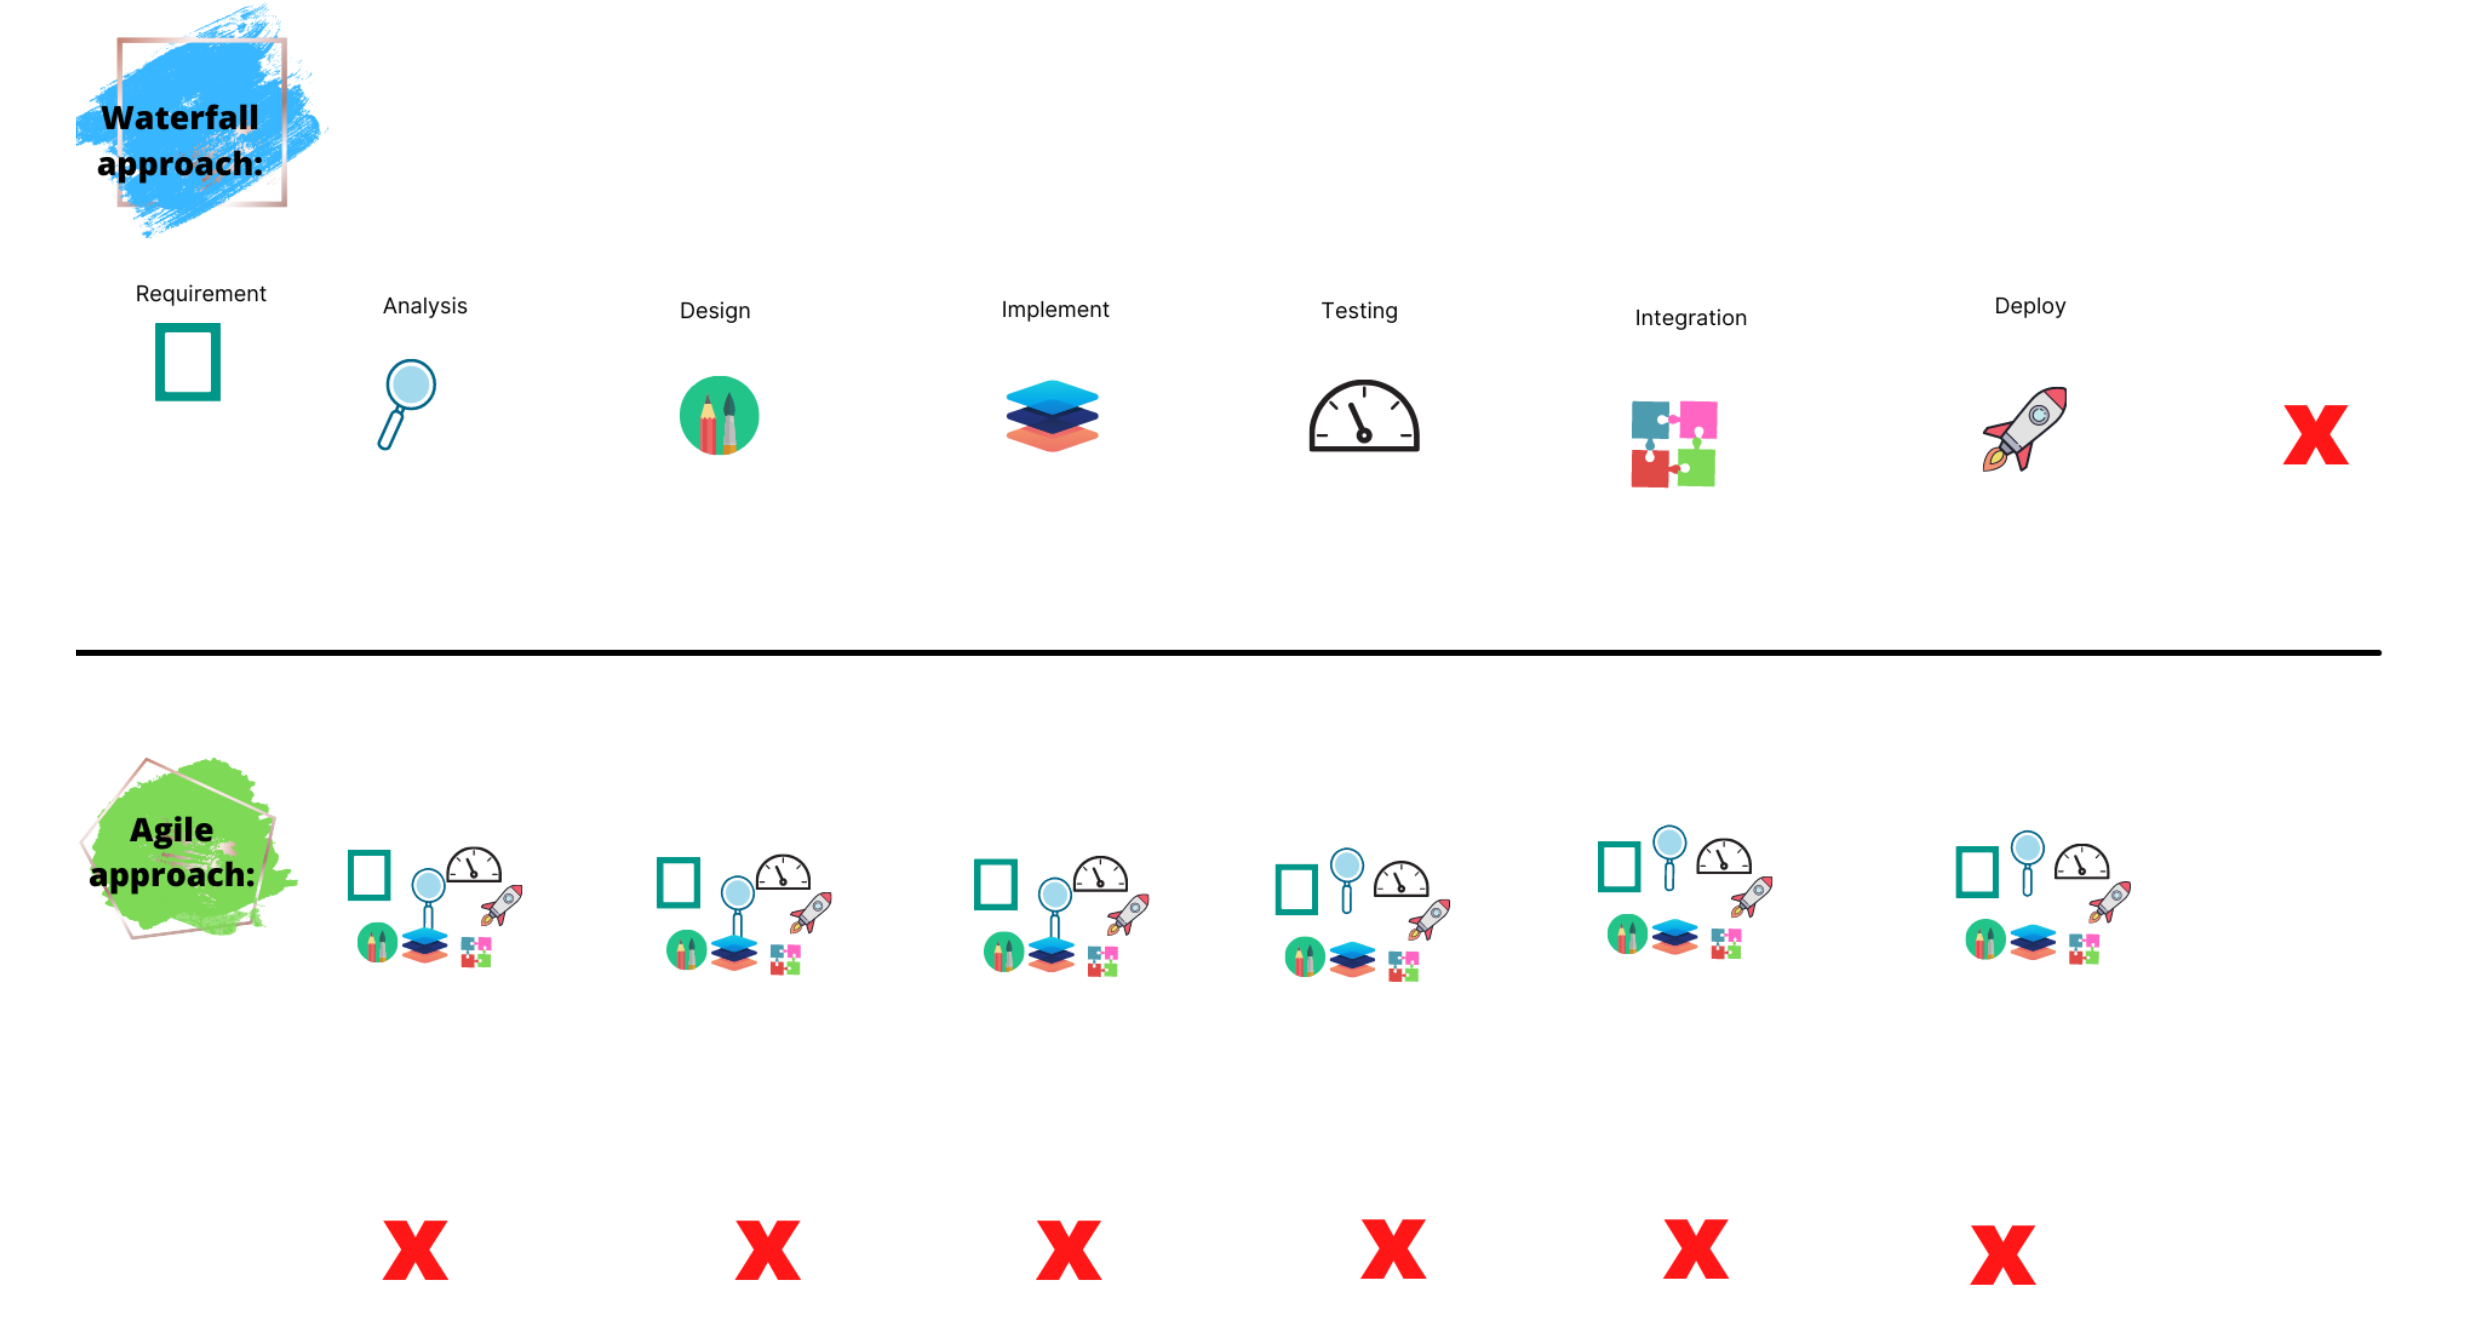 Waterfall
approach:
Requirement
Analysis
Design
Implement
Testing
Integration
Deploy
X
Agile
approach:
X
X
X
X
X
X